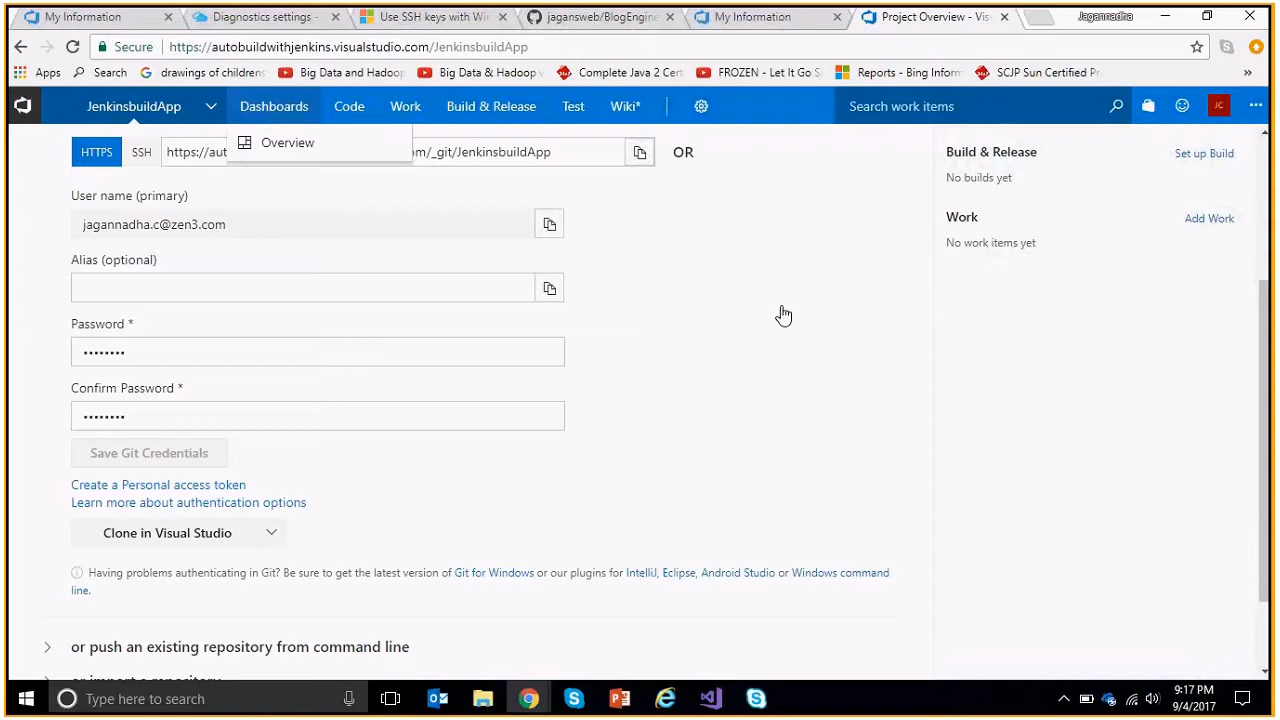 My Information
Diagnostics settings -
Use SSH keys with Win
jagansweb/BlogEngine
My Information
Project Overview - Vis
Jagannadha
Secure
https://autobuildwithjenkins.visualstudio.com/JenkinsbuildApp
Apps
Search
drawings of childrens
Big Data and Hadoop
Big Data & Hadoop
Complete Java 2 Cert
FROZEN - Let It Go S
Reports - Bing Inform
SCJP Sun Certified Pr
»
JenkinsbuildApp
Dashboards
Code
Work
Build & Release
Test
Wiki*
Search work items
JC
Overview
HTTPS
SSH
https://aut
om/_git/JenkinsbuildApp
OR
User name (primary)
jagannadha.c@zen3.com
Alias (optional)
Password *
••••••••
Confirm Password *
••••••••
Save Git Credentials
Create a Personal access token
Learn more about authentication options
Clone in Visual Studio
Having problems authenticating in Git? Be sure to get the latest version of Git for Windows or our plugins for IntelliJ, Eclipse, Android Studio or Windows command
line.
or push an existing repository from command line
or import a repository
Build & Release
Set up Build
No builds yet
Work
Add Work
No work items yet
Type here to search
9:17 PM
9/4/2017